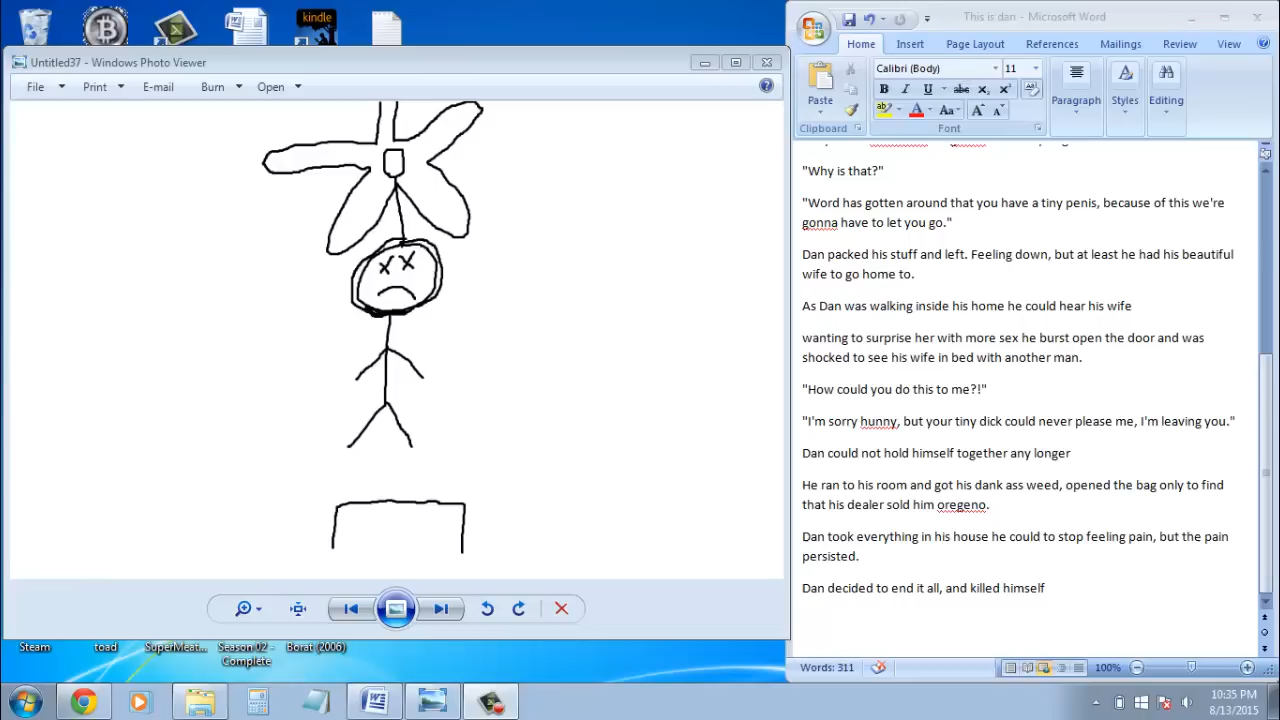 kindle
Untitled37 - Windows Photo Viewer
File Print E-mail Burn Open
This is dan - Microsoft Word
Home Insert Page Layout References Mailings Review View
Calibri (Body) 11
Paste
Clipboard
Font
Paragraph
Styles
Editing
"Why is that?"
"Word has gotten around that you have a tiny penis, because of this we're
gonna have to let you go."
Dan packed his stuff and left. Feeling down, but at least he had his beautiful
wife to go home to.
As Dan was walking inside his home he could hear his wife
wanting to surprise her with more sex he burst open the door and was
shocked to see his wife in bed with another man.
"How could you do this to me?!"
"I'm sorry hunny, but your tiny dick could never please me, I'm leaving you."
Dan could not hold himself together any longer
He ran to his room and got his dank ass weed, opened the bag only to find
that his dealer sold him oregeno.
Dan took everything in his house he could to stop feeling pain, but the pain
persisted.
Dan decided to end it all, and killed himself
Words: 311
100%
Steam toad SuperMeat... Season 02 - Borat (2006)
Complete
10:35 PM
8/13/2015